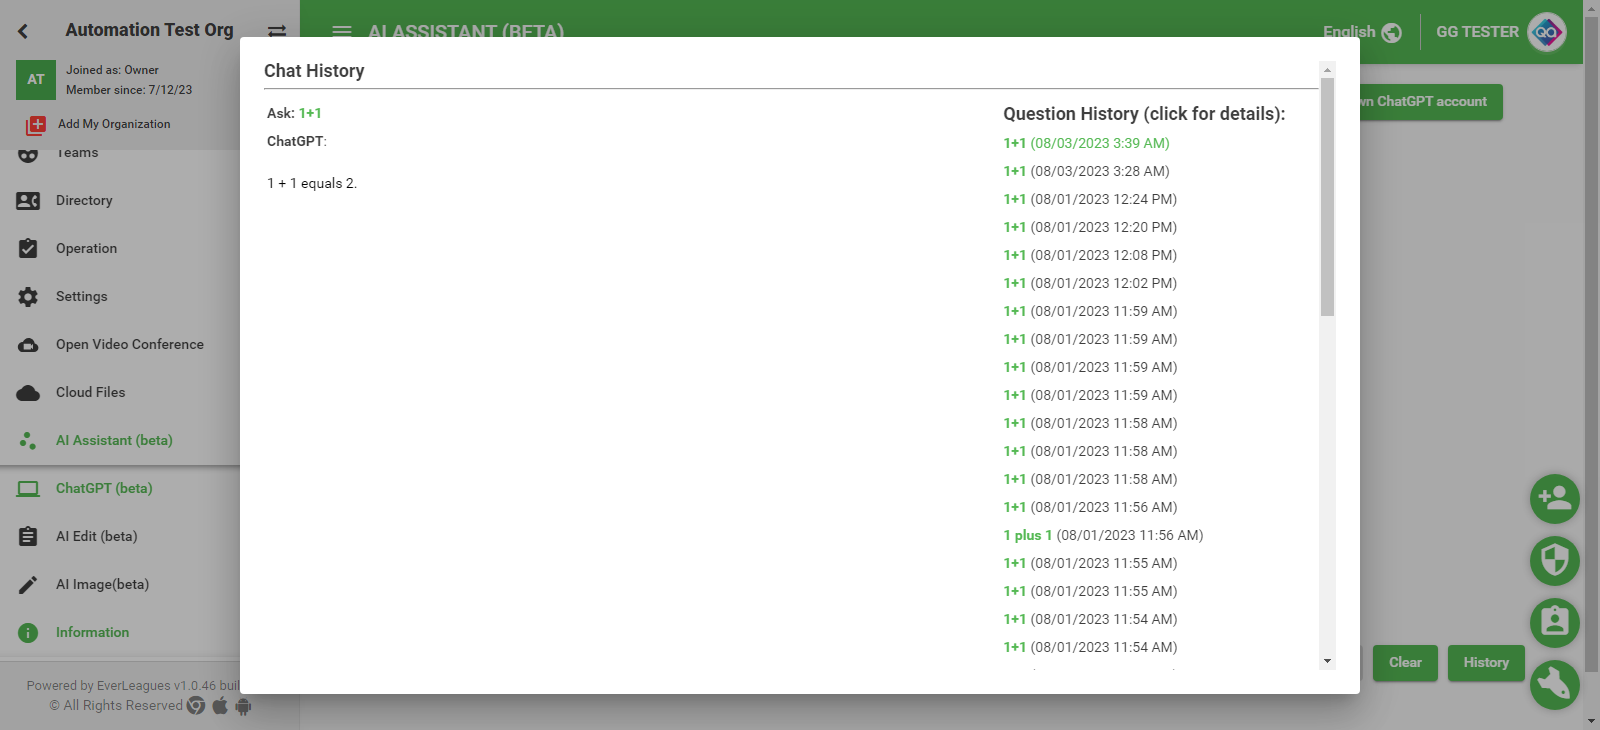 Automation Test Org
AT
Joined as: Owner
Member since: 7/12/23
Add My Organization
Teams
Directory
Operation
Settings
Open Video Conference
Cloud Files
AI Assistant (beta)
ChatGPT (beta)
AI Edit (beta)
AI Image(beta)
Information
Powered by EverLeagues v1.0.46
© All Rights Reserved
AI ASSISTANT (BETA)
English
GG TESTER
QA
ChatGPT account
Chat History
Ask: 1+1
ChatGPT:
1 + 1 equals 2.
Question History (click for details):
1+1 (08/03/2023 3:39 AM)
1+1 (08/03/2023 3:28 AM)
1+1 (08/01/2023 12:24 PM)
1+1 (08/01/2023 12:20 PM)
1+1 (08/01/2023 12:08 PM)
1+1 (08/01/2023 12:02 PM)
1+1 (08/01/2023 11:59 AM)
1+1 (08/01/2023 11:59 AM)
1+1 (08/01/2023 11:59 AM)
1+1 (08/01/2023 11:59 AM)
1+1 (08/01/2023 11:58 AM)
1+1 (08/01/2023 11:58 AM)
1+1 (08/01/2023 11:58 AM)
1+1 (08/01/2023 11:56 AM)
1 plus 1 (08/01/2023 11:56 AM)
1+1 (08/01/2023 11:55 AM)
1+1 (08/01/2023 11:55 AM)
1+1 (08/01/2023 11:54 AM)
1+1 (08/01/2023 11:54 AM)
Clear
History